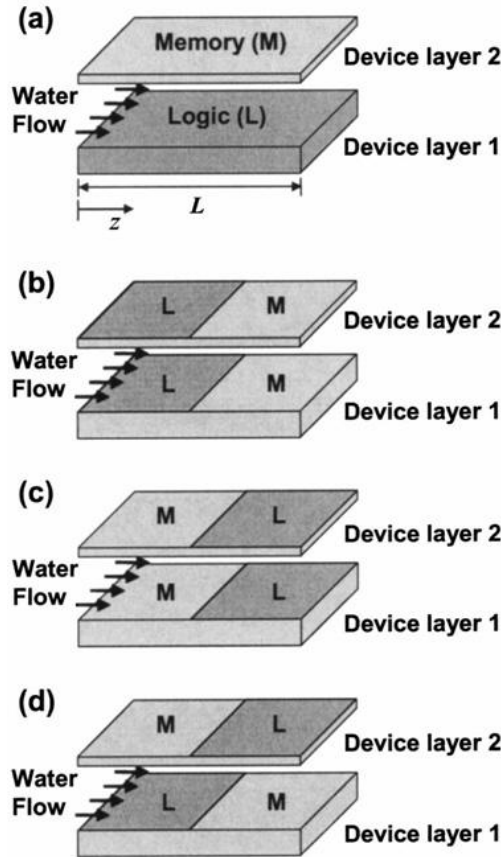 (a)
Memory (M)
Device layer 2
Water
Flow
Logic (L)
Device layer 1
L
z
(b)
L M
Device layer 2
Water
Flow
L M
Device layer 1
(c)
M L
Device layer 2
Water
Flow
M L
Device layer 1
(d)
M L
Device layer 2
Water
Flow
L M
Device layer 1